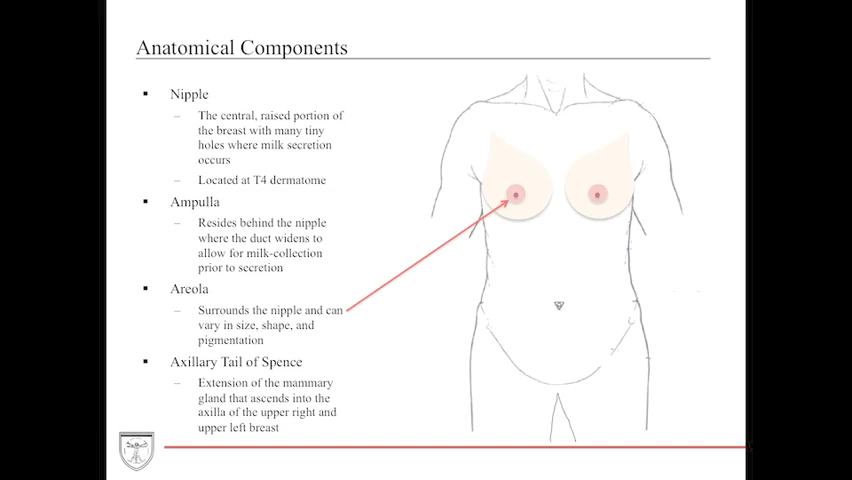 Anatomical Components
▪ Nipple
– The central, raised portion of
the breast with many tiny
holes where milk secretion
occurs
– Located at T4 dermatome
▪ Ampulla
– Resides behind the nipple
where the duct widens to
allow for milk-collection
prior to secretion
▪ Areola
– Surrounds the nipple and can
vary in size, shape, and
pigmentation
▪ Axillary Tail of Spence
– Extension of the mammary
gland that ascends into the
axilla of the upper right and
upper left breast